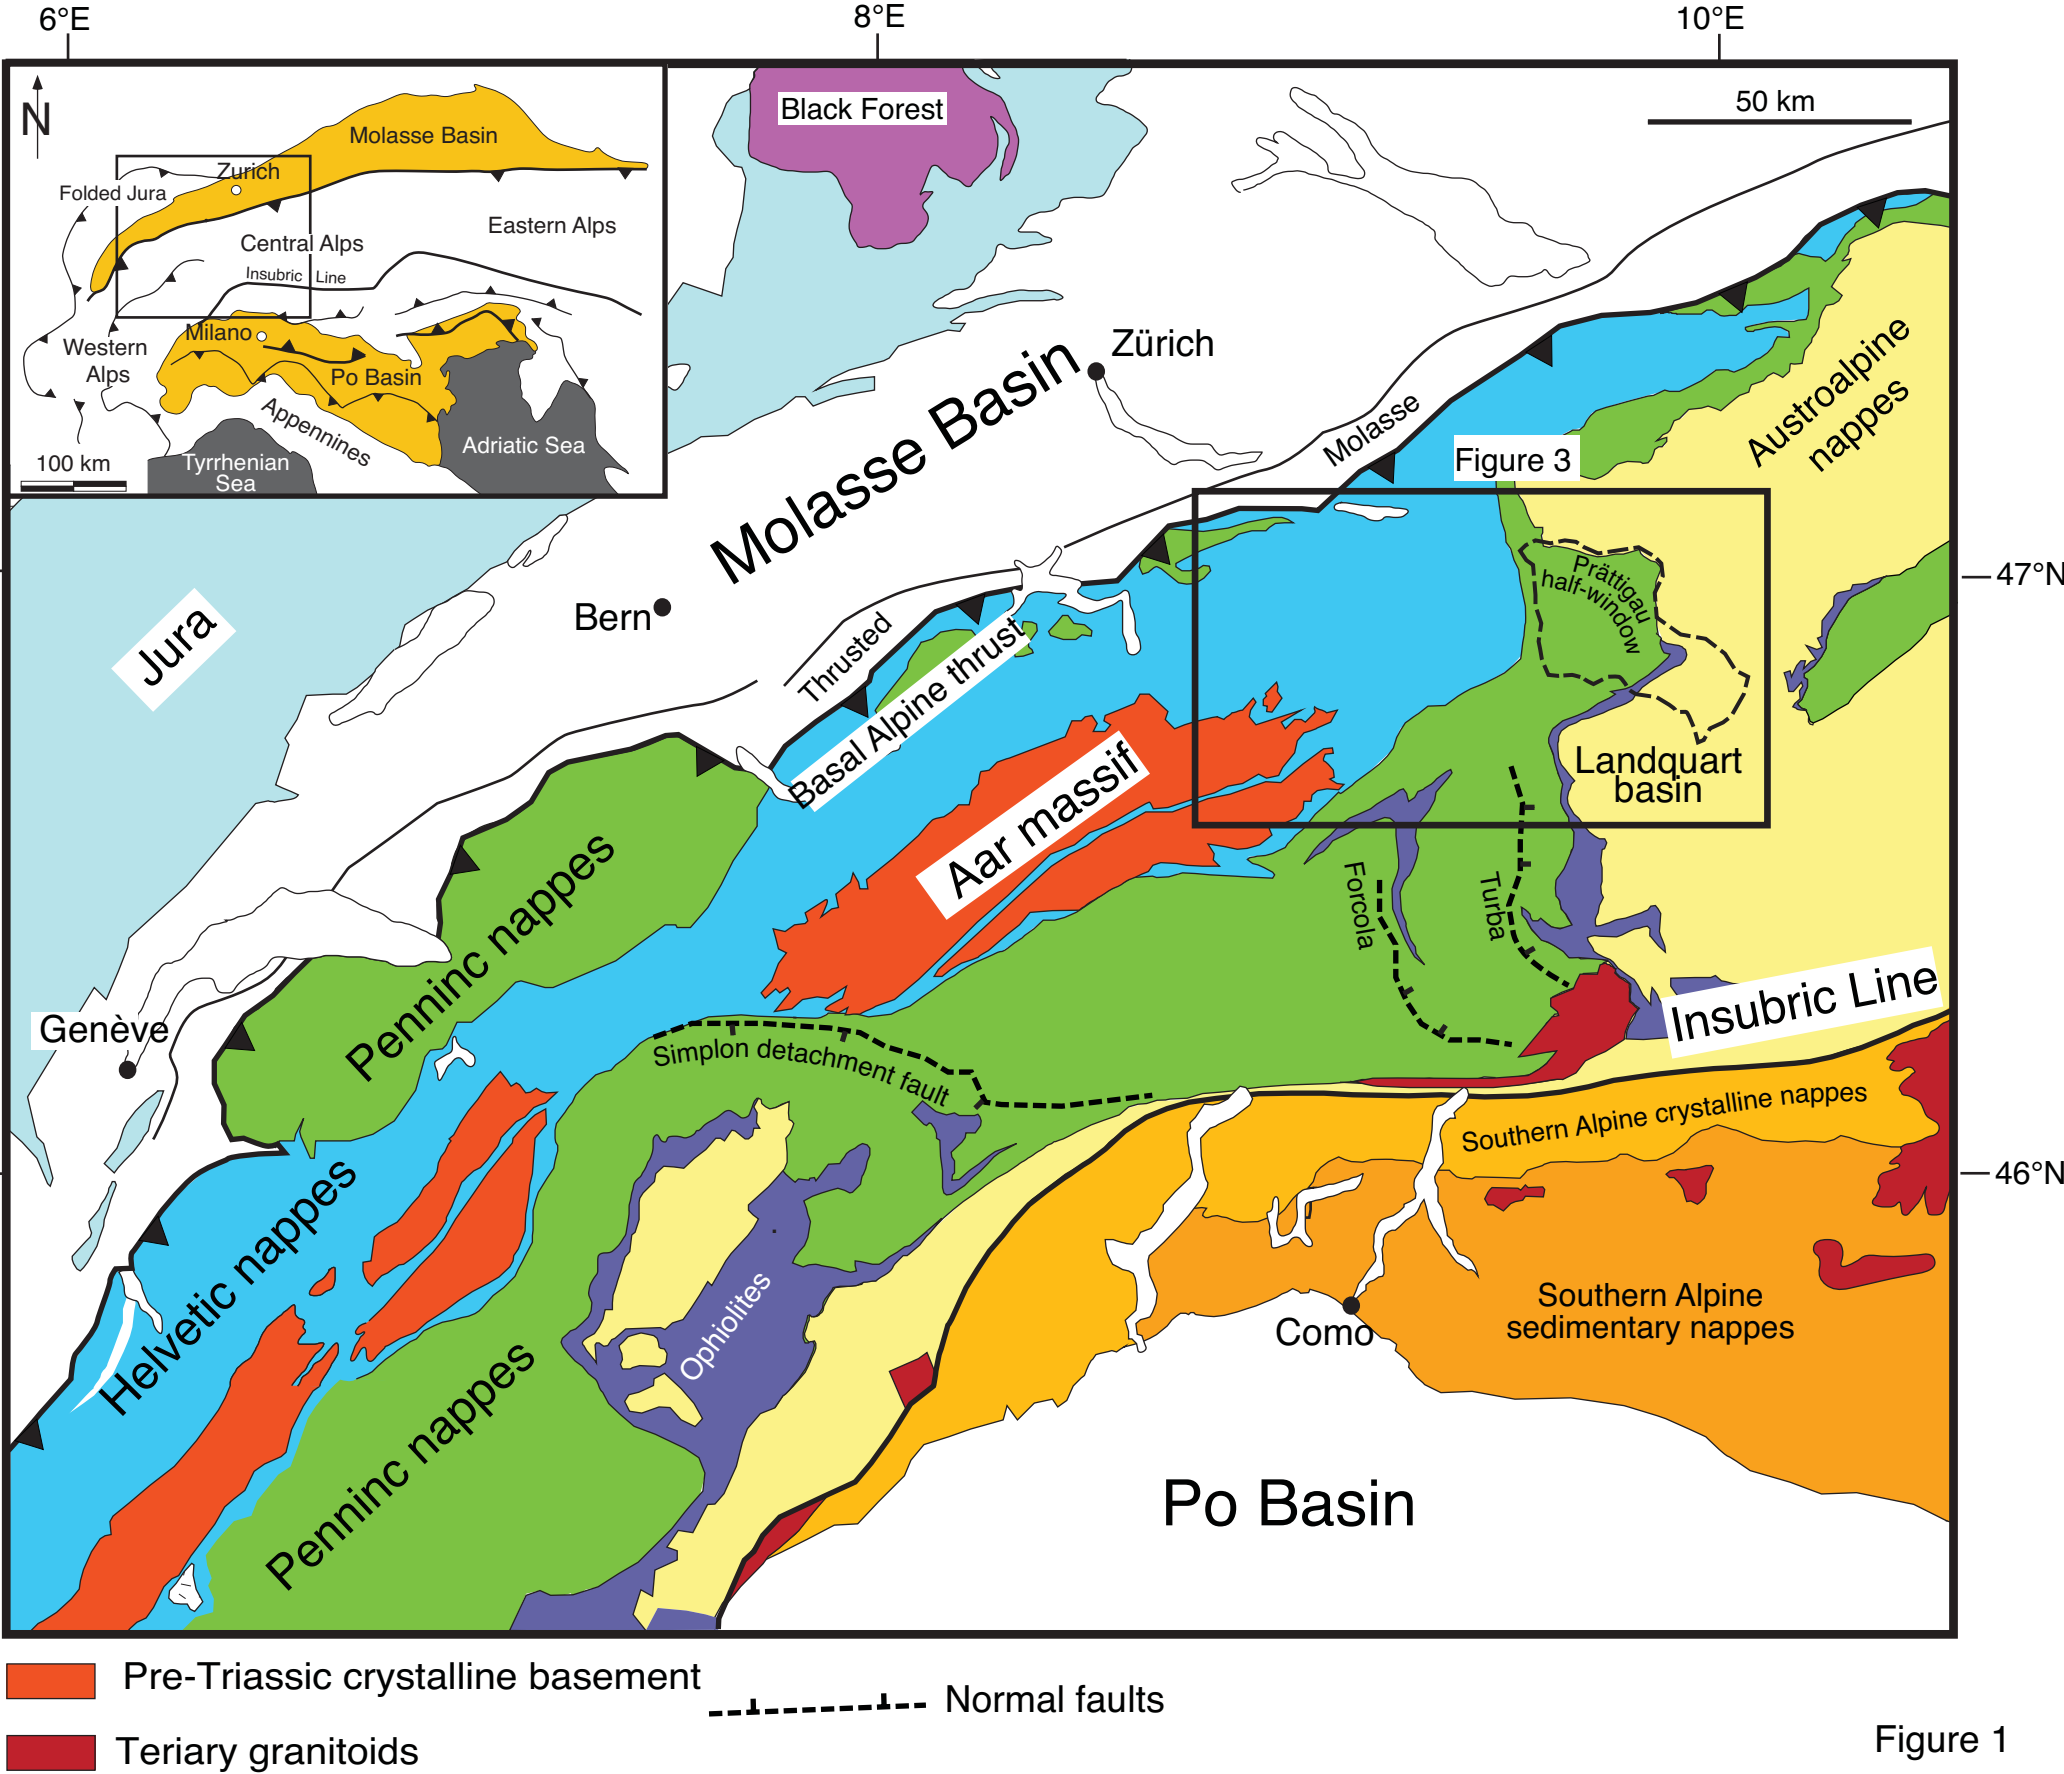 6°E
8°E
10°E
N
Molasse Basin
Zurich
Folded Jura
Central Alps
Eastern Alps
Insubric Line
Milano
Western
Alps
Po Basin
Appennines
Adriatic Sea
100 km
Tyrrhenian
Sea
Black Forest
50 km
Zürich
Molasse Basin
Molasse
Figure 3
Austroalpine
nappes
Prättigau
half-window
47°N
Bern
Jura
Thrusted
Basal Alpine thrust
Landquart
basin
Aar massif
Penninc nappes
Forcola
Turba
Insubric Line
Genève
Simplon detachment fault
Southern Alpine crystalline nappes
46°N
Helvetic nappes
Ophiolites
Southern Alpine
sedimentary nappes
Como
Penninc nappes
Po Basin
Pre-Triassic crystalline basement
Normal faults
Teriary granitoids
Figure 1